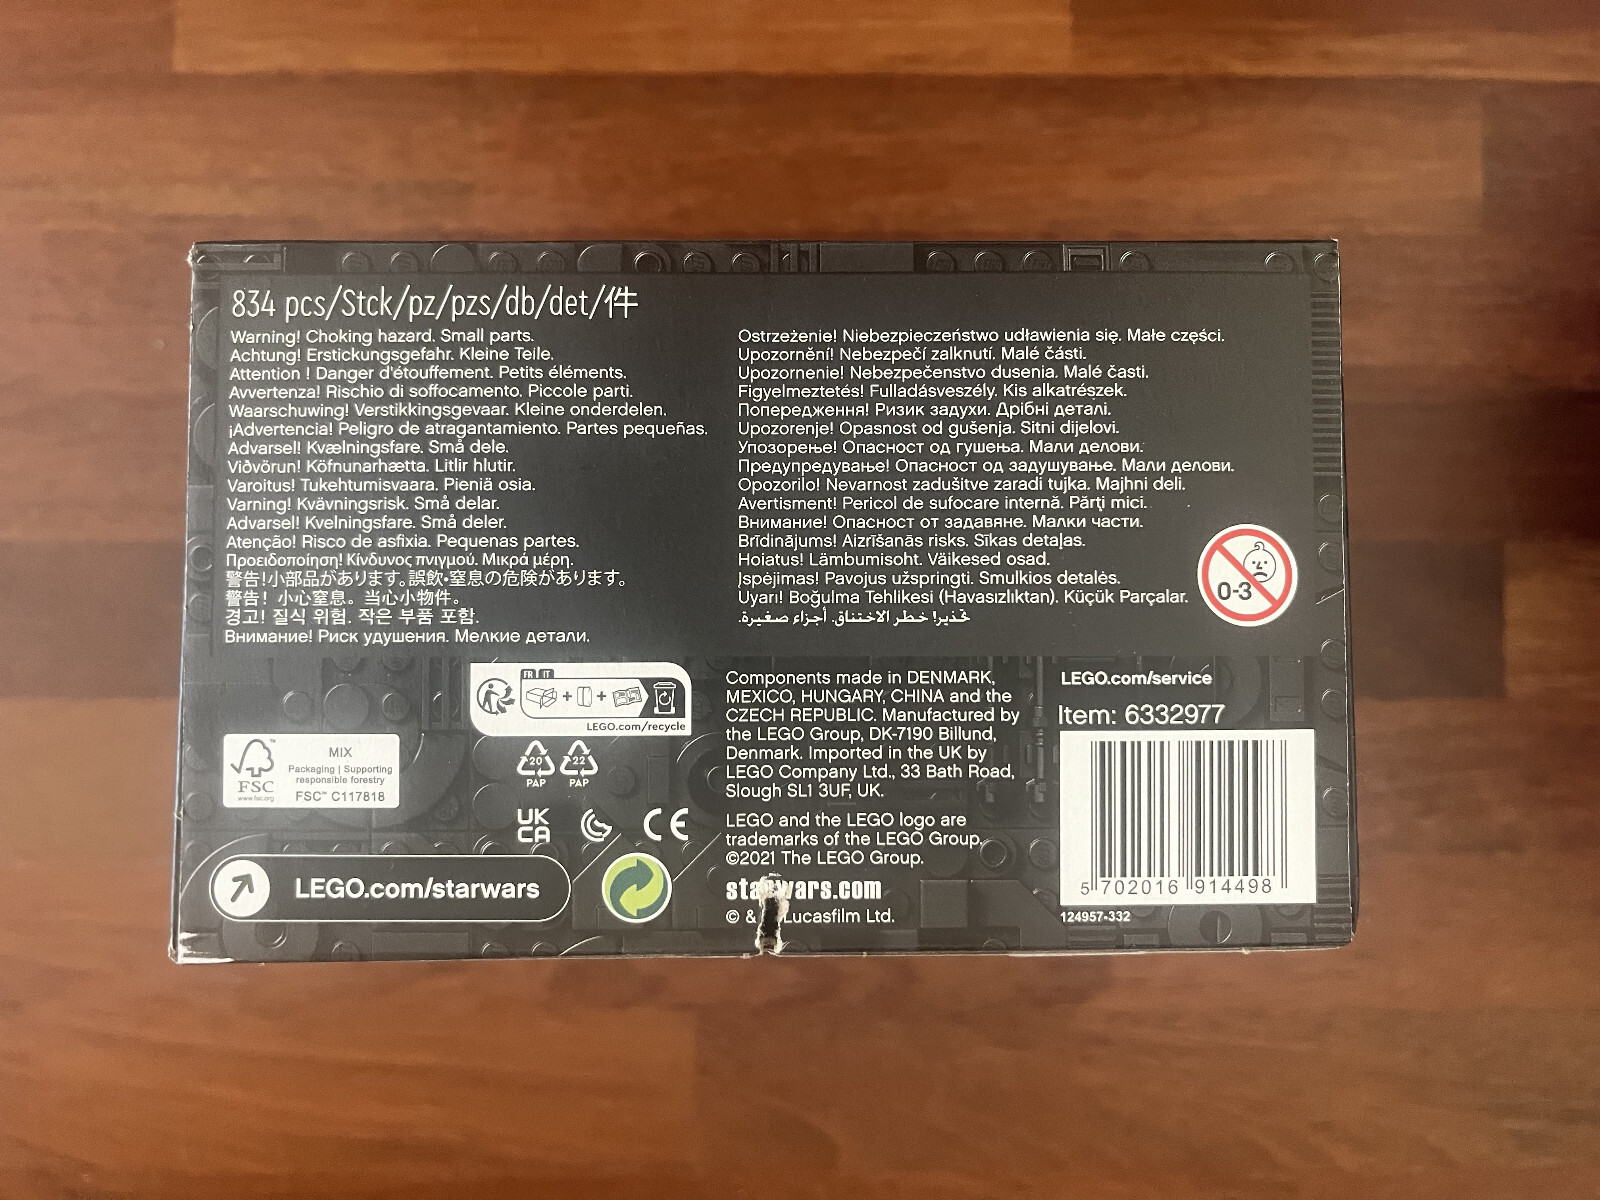 834 pcs/Stck/pz/pzs/db/det/件
Warning! Choking hazard. Small parts.
Achtung! Erstickungsgefahr. Kleine Teile.
Attention ! Danger d'étouffement. Petits éléments.
Avvertenza! Rischio di soffocamento. Piccole parti.
Waarschuwing! Verstikkingsgevaar. Kleine onderdelen.
¡Advertencia! Peligro de atragantamiento. Partes pequeñas.
Advarsel! Kvælningsfare. Små dele.
Viðvörun! Köfnunarhætta. Litlir hlutir.
Varoitus! Tukehtumisvaara. Pieniä osia.
Varning! Kvävningsrisk. Små delar.
Advarsel! Kvelningsfare. Små deler.
Atenção! Risco de asfixia. Pequenas partes.
Προειδοποίηση! Κίνδυνος πνιγμού. Μικρά μέρη.
警告!小部品があります。誤飲・窒息の危険があります。
警告！小心窒息。当心小物件。
경고! 질식 위험. 작은 부품 포함.
Внимание! Риск удушения. Мелкие детали.
Ostrzeżenie! Niebezpieczeństwo udławienia się. Małe części.
Upozornění! Nebezpečí zalknutí. Malé části.
Upozornenie! Nebezpečenstvo dusenia. Malé časti.
Figyelmeztetés! Fulladásveszély. Kis alkatrészek.
Попередження! Ризик задухи. Дрібні деталі.
Upozorenje! Opasnost od gušenja. Sitni dijelovi.
Упозорење! Опасност од гушења. Мали делови.
Предупредување! Опасност од задушување. Мали делови.
Opozorilo! Nevarnost zadušitve zaradi tujka. Majhni deli.
Avertisment! Pericol de sufocare internă. Părți mici.
Внимание! Опасност от задавяне. Малки части.
Brīdinājums! Aizrīšanās risks. Sīkas detaļas.
Hoiatus! Lämbumisoht. Väikesed osad.
Įspėjimas! Pavojus užspringti. Smulkios detalės.
Uyarı! Boğulma Tehlikesi (Havasızlıktan). Küçük Parçalar.
تحذير! خطر الاختناق. أجزاء صغيرة.
0-3
FR IT
+ +
LEGO.com/recycle
20 22
PAP PAP
FSC
www.fsc.org
MIX
Packaging | Supporting
responsible forestry
FSC™ C117818
UK
CA
CE
LEGO.com/starwars
Components made in DENMARK,
MEXICO, HUNGARY, CHINA and the
CZECH REPUBLIC. Manufactured by
the LEGO Group, DK-7190 Billund,
Denmark. Imported in the UK by
LEGO Company Ltd., 33 Bath Road,
Slough SL1 3UF, UK.
LEGO and the LEGO logo are
trademarks of the LEGO Group.
©2021 The LEGO Group.
starwars.com
© & Lucasfilm Ltd.
LEGO.com/service
Item: 6332977
5 702016 914498
124957-332